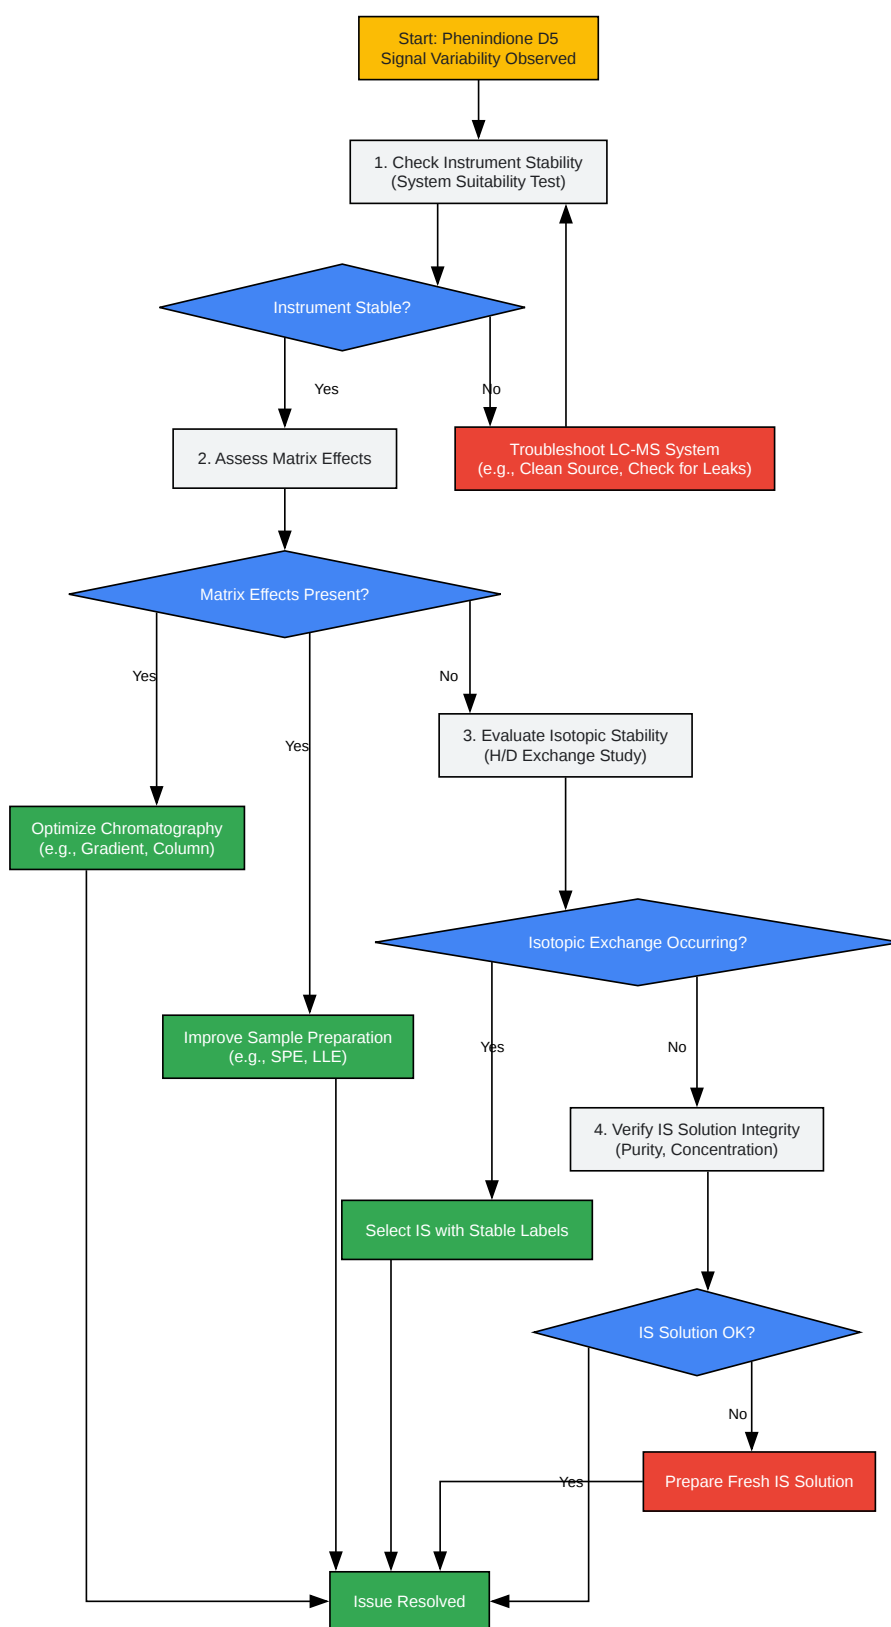 Start: Phenindione D5
Signal Variability Observed
1. Check Instrument Stability
(System Suitability Test)
Instrument Stable?
Yes
No
2. Assess Matrix Effects
Troubleshoot LC-MS System
(e.g., Clean Source, Check for Leaks)
Matrix Effects Present?
Yes
No
Yes
3. Evaluate Isotopic Stability
(H/D Exchange Study)
Optimize Chromatography
(e.g., Gradient, Column)
Isotopic Exchange Occurring?
Improve Sample Preparation
(e.g., SPE, LLE)
Yes
No
4. Verify IS Solution Integrity
(Purity, Concentration)
Select IS with Stable Labels
IS Solution OK?
No
Yes
Prepare Fresh IS Solution
Issue Resolved